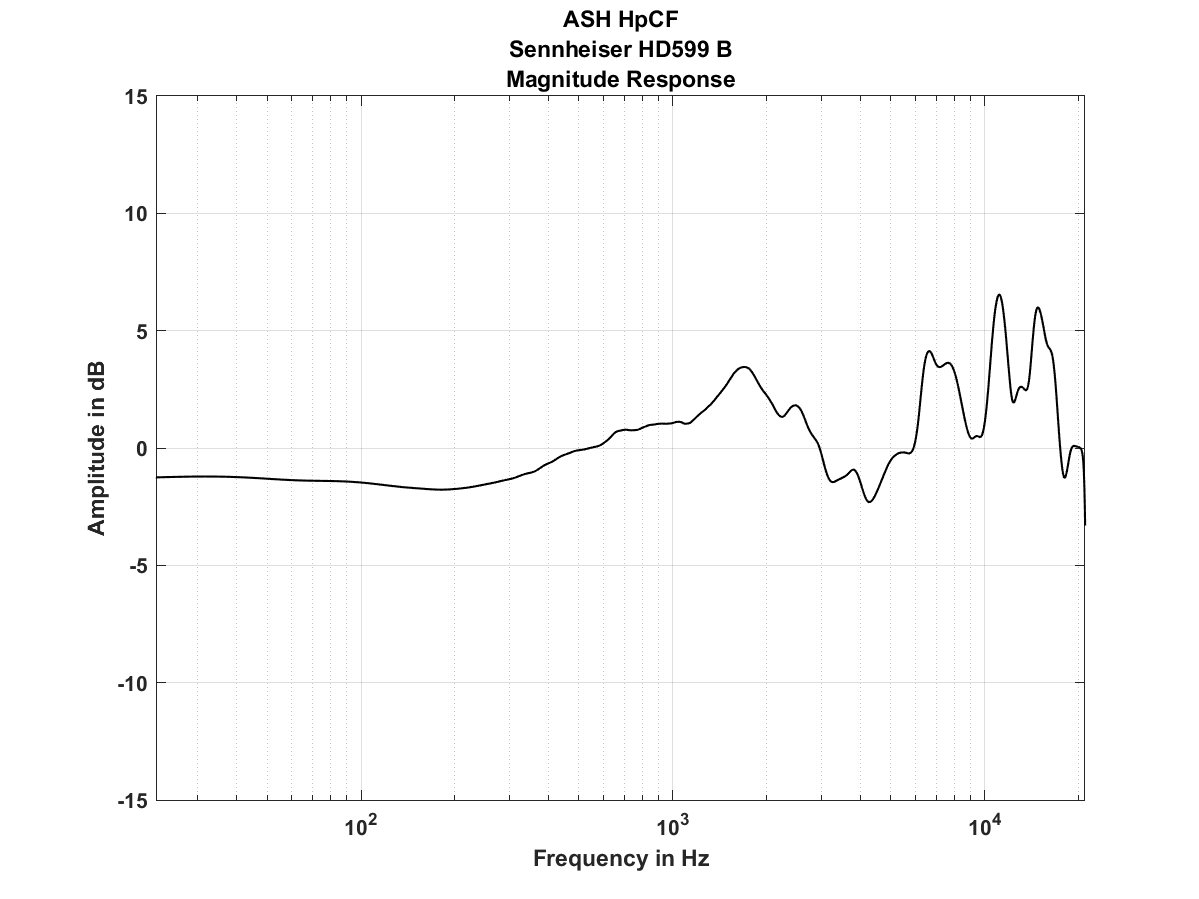 ASH HpCF
Sennheiser HD599 B
Magnitude Response
15
10
5
0
-5
-10
-15
Amplitude in dB
10² 10³ 10⁴
Frequency in Hz